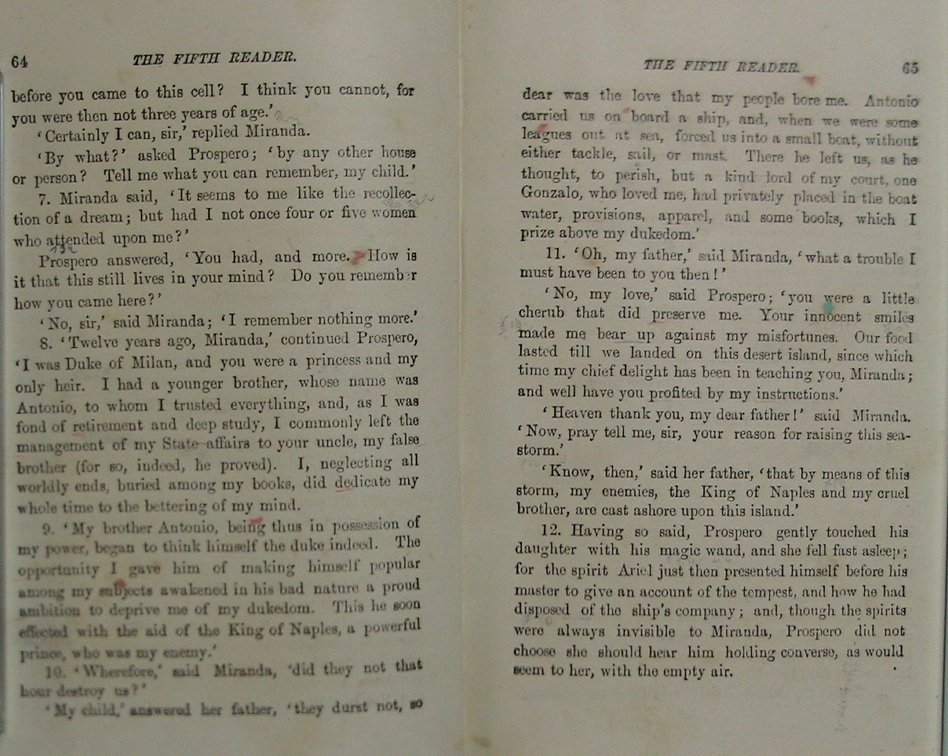 64 THE FIFTH READER.
before you came to this cell? I think you cannot, for
you were then not three years of age.'
'Certainly I can, sir,' replied Miranda.
'By what?' asked Prospero; 'by any other house
or person? Tell me what you can remember, my child.'
7. Miranda said, 'It seems to me like the recollec-
tion of a dream; but had I not once four or five women
who attended upon me?'
Prospero answered, 'You had, and more. How is
it that this still lives in your mind? Do you remember
how you came here?'
'No, sir,' said Miranda; 'I remember nothing more.'
8. 'Twelve years ago, Miranda,' continued Prospero,
'I was Duke of Milan, and you were a princess and my
only heir. I had a younger brother, whose name was
Antonio, to whom I trusted everything, and, as I was
fond of retirement and deep study, I commonly left the
management of my State-affairs to your uncle, my false
brother (for so, indeed, he proved). I, neglecting all
worldly ends, buried among my books, did dedicate my
whole time to the bettering of my mind.
9. 'My brother Antonio, being thus in possession of
my power, began to think himself the duke indeed. The
opportunity I gave him of making himself popular
among my subjects awakened in his bad nature a proud
ambition to deprive me of my dukedom. This he soon
effected with the aid of the King of Naples, a powerful
prince, who was my enemy.'
10. 'Wherefore,' said Miranda, 'did they not that
hour destroy us?'
'My child,' answered her father, 'they durst not, so
THE FIFTH READER. 65
dear was the love that my people bore me. Antonio
carried us on board a ship, and, when we were some
leagues out at sea, forced us into a small boat, without
either tackle, sail, or mast. There he left us, as he
thought, to perish, but a kind lord of my court, one
Gonzalo, who loved me, had privately placed in the boat
water, provisions, apparel, and some books, which I
prize above my dukedom.'
11. 'Oh, my father,' said Miranda, 'what a trouble I
must have been to you then!'
'No, my love,' said Prospero; 'you were a little
cherub that did preserve me. Your innocent smiles
made me bear up against my misfortunes. Our food
lasted till we landed on this desert island, since which
time my chief delight has been in teaching you, Miranda;
and well have you profited by my instructions.'
'Heaven thank you, my dear father!' said Miranda.
'Now, pray tell me, sir, your reason for raising this sea-
storm.'
'Know, then,' said her father, 'that by means of this
storm, my enemies, the King of Naples and my cruel
brother, are cast ashore upon this island.'
12. Having so said, Prospero gently touched his
daughter with his magic wand, and she fell fast asleep;
for the spirit Ariel just then presented himself before his
master to give an account of the tempest, and how he had
disposed of the ship's company; and, though the spirits
were always invisible to Miranda, Prospero did not
choose she should hear him holding converse, as would
seem to her, with the empty air.